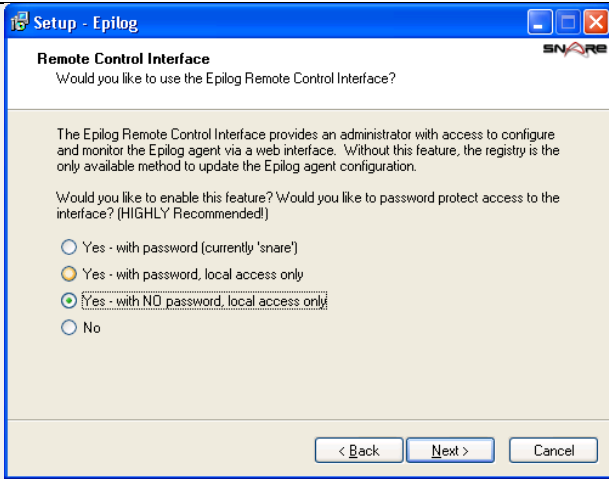 Setup - Epilog
SNARE
Remote Control Interface
Would you like to use the Epilog Remote Control Interface?
The Epilog Remote Control Interface provides an administrator with access to configure
and monitor the Epilog agent via a web interface. Without this feature, the registry is the
only available method to update the Epilog agent configuration.
Would you like to enable this feature? Would you like to password protect access to the
interface? (HIGHLY Recommended!)
Yes - with password (currently 'snare')
Yes - with password, local access only
Yes - with NO password, local access only
No
< Back
Next >
Cancel